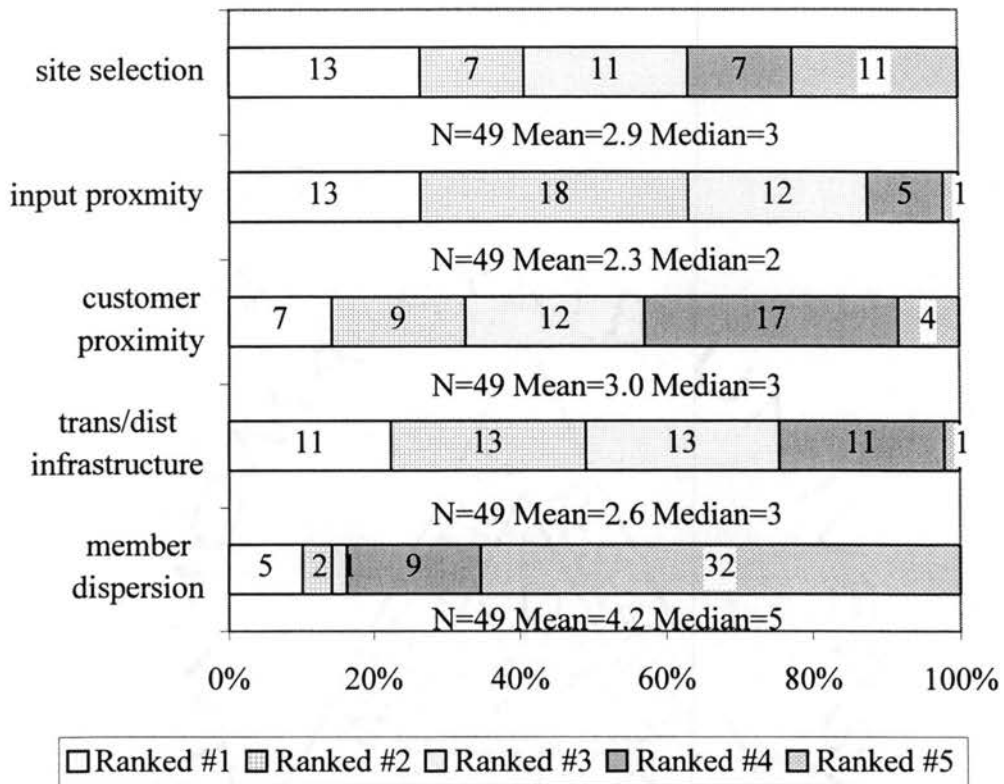 site selection
13 7 11 7 11
N=49 Mean=2.9 Median=3
input proxmity
13 18 12 5 1
N=49 Mean=2.3 Median=2
customer
proximity
7 9 12 17 4
N=49 Mean=3.0 Median=3
trans/dist
infrastructure
11 13 13 11 1
N=49 Mean=2.6 Median=3
member
dispersion
5 2 1 9 32
N=49 Mean=4.2 Median=5
0% 20% 40% 60% 80% 100%
Ranked #1 Ranked #2 Ranked #3 Ranked #4 Ranked #5